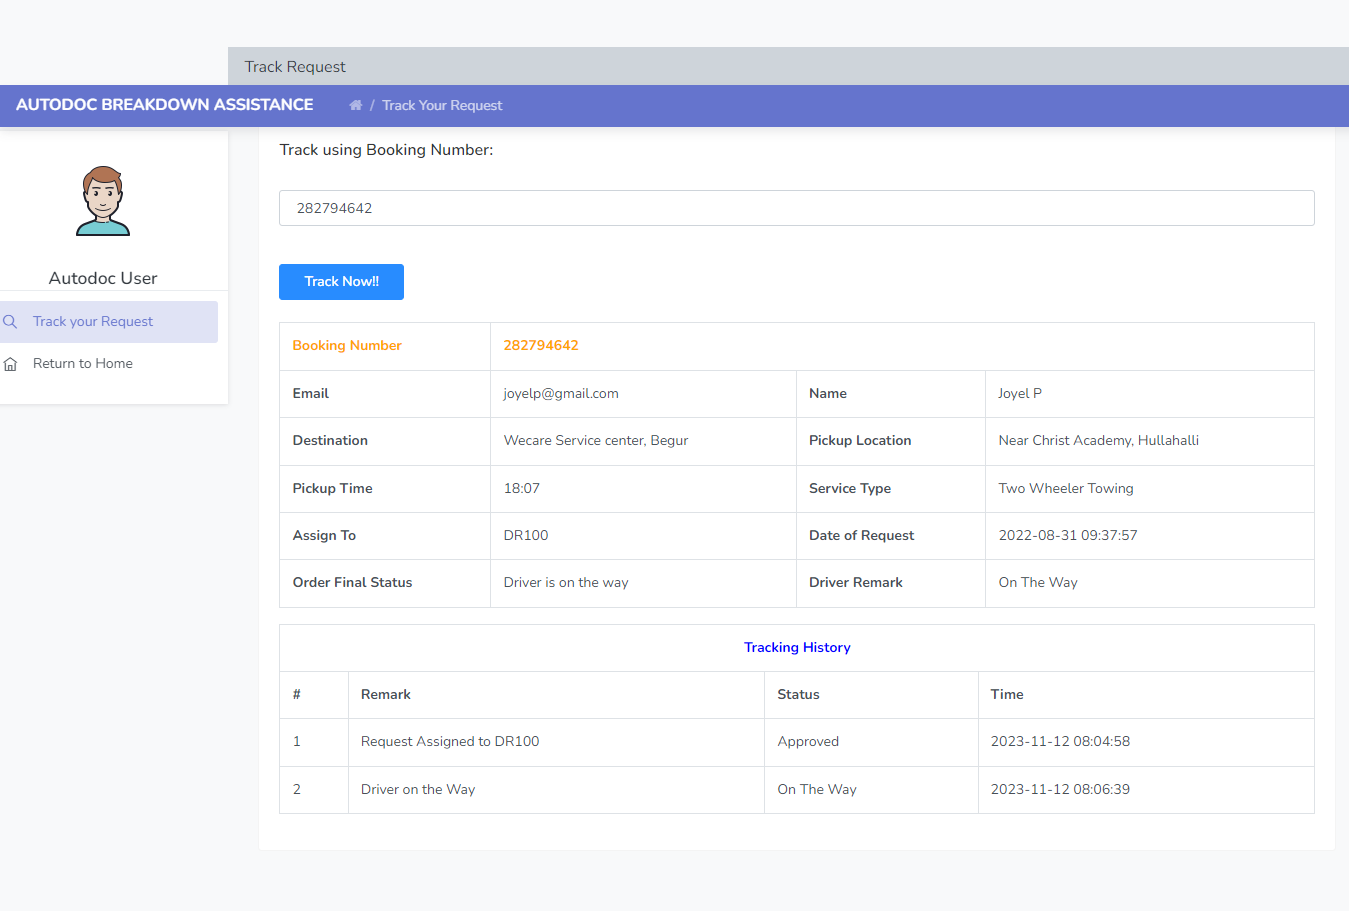 Track Request
AUTODOC BREAKDOWN ASSISTANCE / Track Your Request
Autodoc User
Track your Request
Return to Home
Track using Booking Number:
282794642
Track Now!!
Booking Number 282794642
Email joyelp@gmail.com Name Joyel P
Destination Wecare Service center, Begur Pickup Location Near Christ Academy, Hullahalli
Pickup Time 18:07 Service Type Two Wheeler Towing
Assign To DR100 Date of Request 2022-08-31 09:37:57
Order Final Status Driver is on the way Driver Remark On The Way
Tracking History
# Remark Status Time
1 Request Assigned to DR100 Approved 2023-11-12 08:04:58
2 Driver on the Way On The Way 2023-11-12 08:06:39